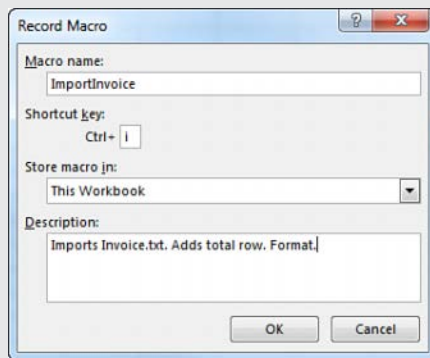 Record Macro
Macro name:
ImportInvoice
Shortcut key:
Ctrl+ i
Store macro in:
This Workbook
Description:
Imports Invoice.txt. Adds total row. Format.
OK Cancel